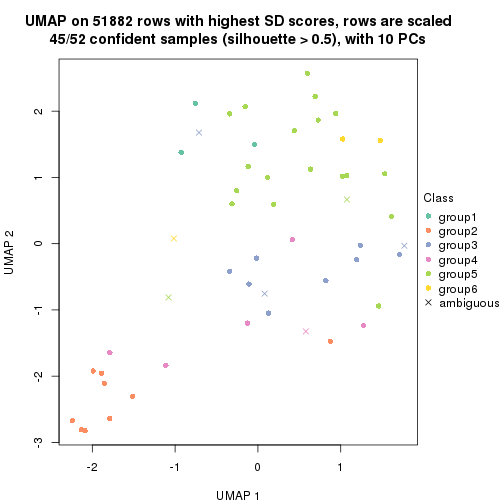 UMAP on 51882 rows with highest SD scores, rows are scaled
45/52 confident samples (silhouette > 0.5), with 10 PCs
2
1
0
-1
-2
-3
UMAP 2
-2
-1
0
1
UMAP 1
Class
group1
group2
group3
group4
group5
group6
ambiguous